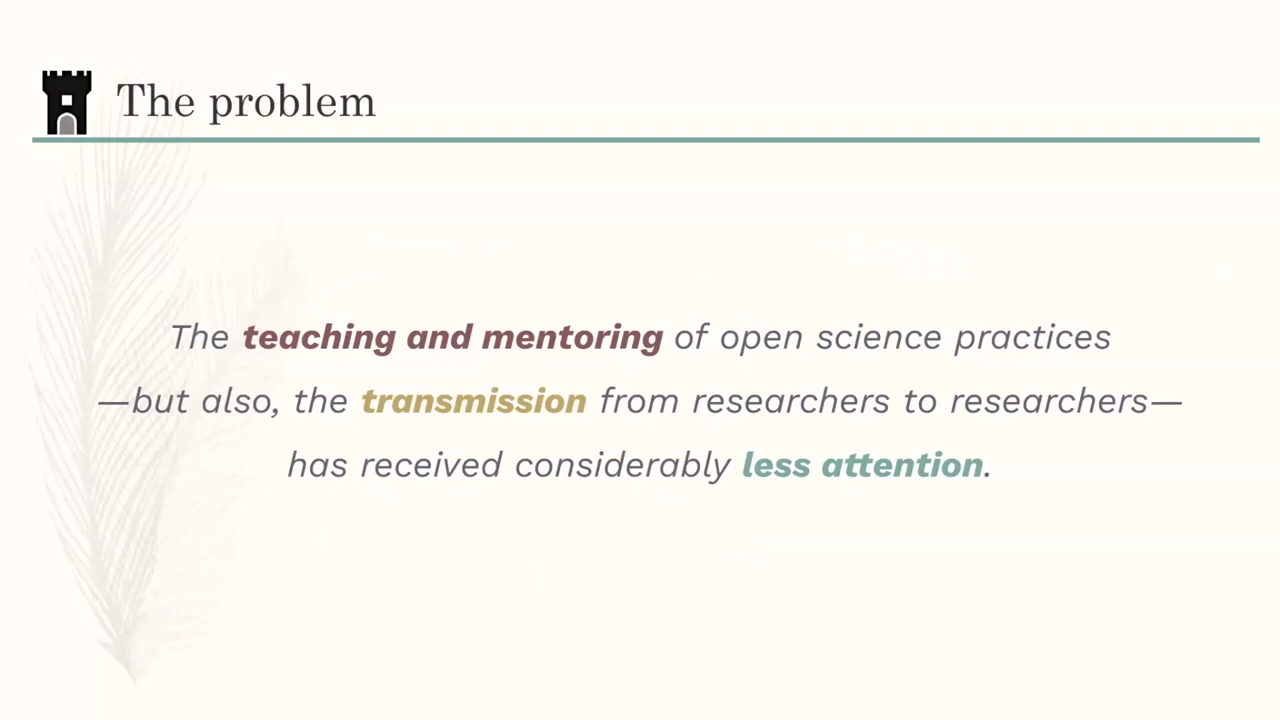 The problem
The teaching and mentoring of open science practices
—but also, the transmission from researchers to researchers—
has received considerably less attention.